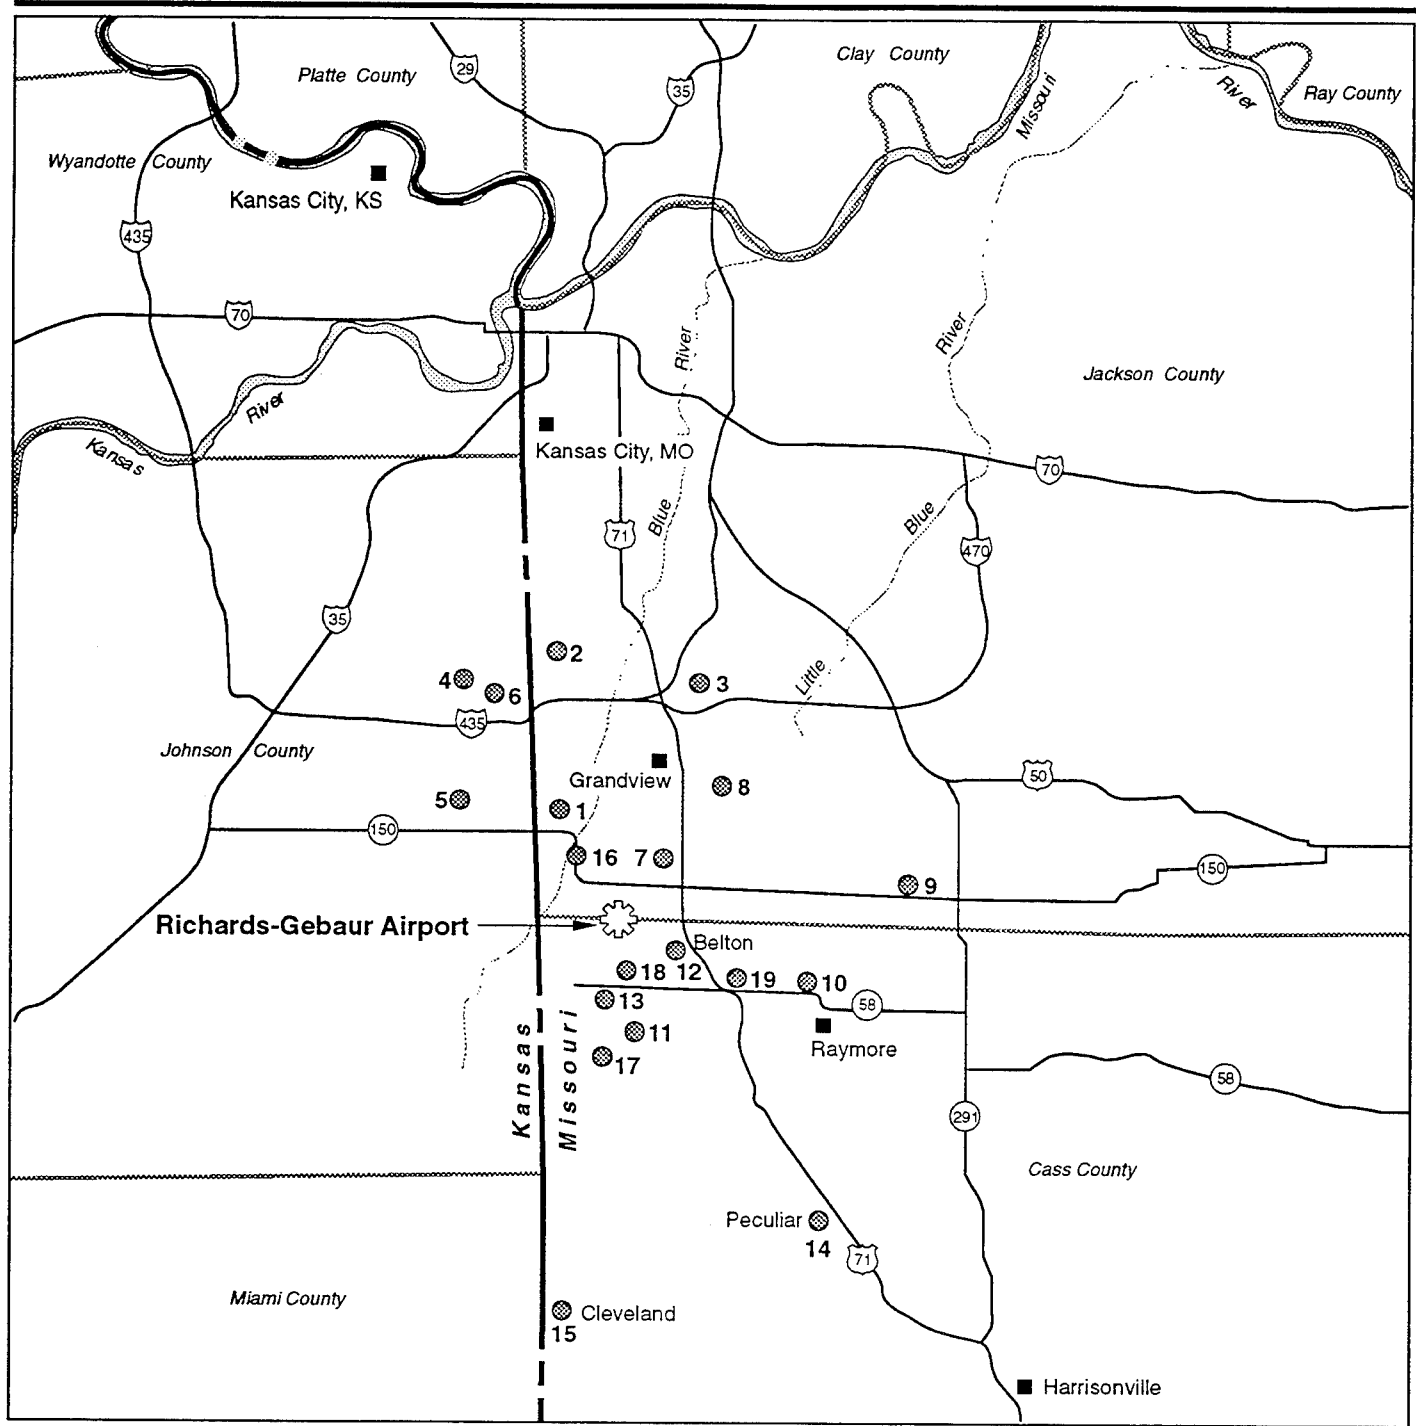 Platte County
29
35
Clay County
Missouri
River
Ray County
Wyandotte County
Kansas City, KS
435
70
River
River
Jackson County
River
Kansas
Kansas City, MO
70
71
Blue
Blue
470
35
2
4
6
3
Little
435
Johnson County
Grandview
50
5
1
8
150
16
7
150
9
Richards-Gebaur Airport
Belton
18
12
19
10
13
58
11
Raymore
17
58
Kansas
Missouri
291
Cass County
Peculiar
14
71
Miami County
Cleveland
15
Harrisonville